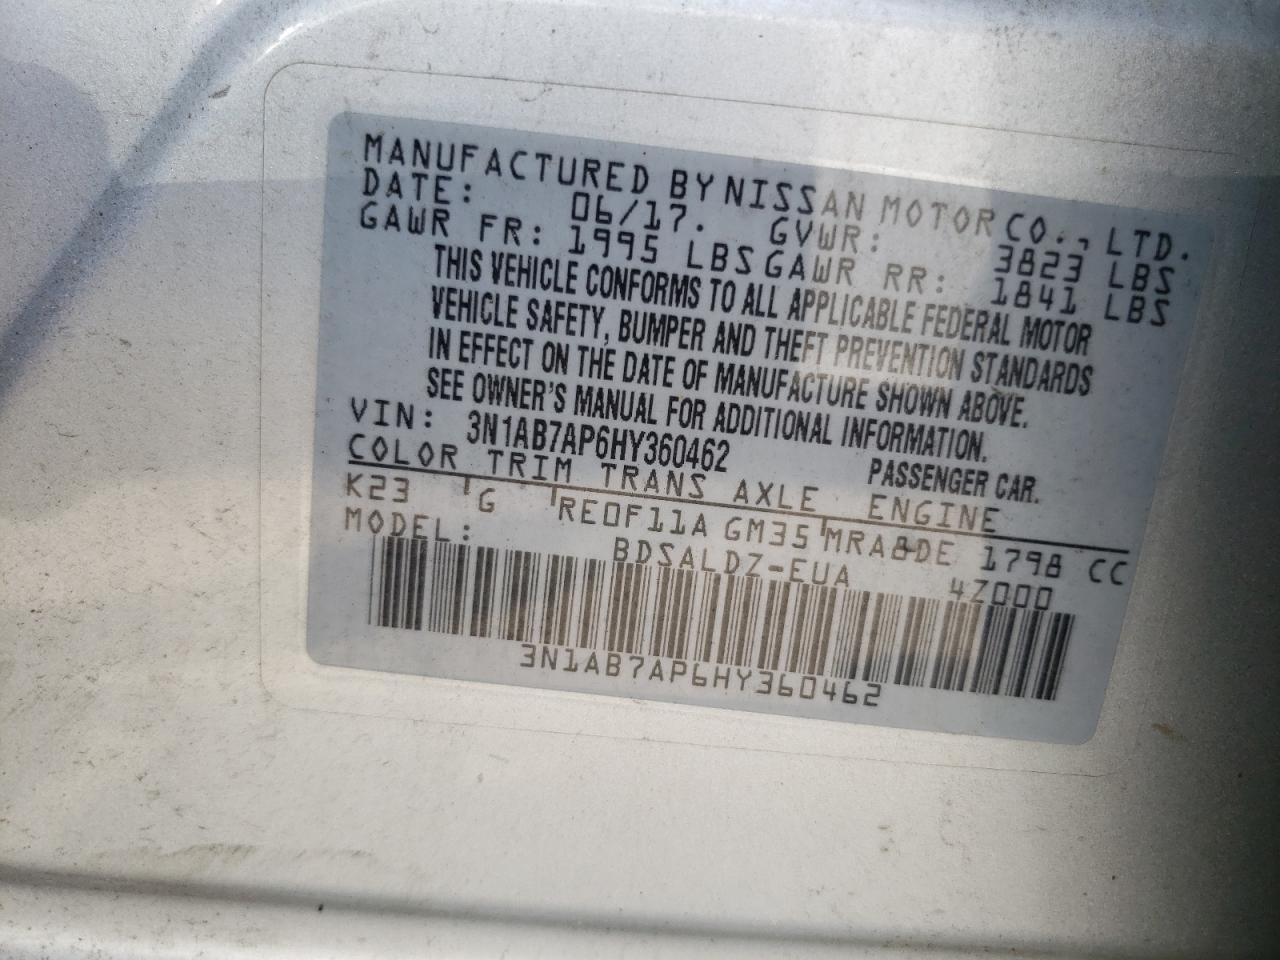 MANUFACTURED BY NISSAN MOTOR CO., LTD.
DATE: 06/17. GVWR: 3823 LBS
GAWR FR: 1995 LBS GAWR RR: 1841 LBS
THIS VEHICLE CONFORMS TO ALL APPLICABLE FEDERAL MOTOR
VEHICLE SAFETY, BUMPER AND THEFT PREVENTION STANDARDS
IN EFFECT ON THE DATE OF MANUFACTURE SHOWN ABOVE.
SEE OWNER'S MANUAL FOR ADDITIONAL INFORMATION.
VIN: 3N1AB7AP6HY360462 PASSENGER CAR.
COLOR TRIM TRANS AXLE ENGINE
K23 G RE0F11A GM35 MRA8DE 1798 CC
MODEL: BDSALDZ-EUA 4Z000
3N1AB7AP6HY360462